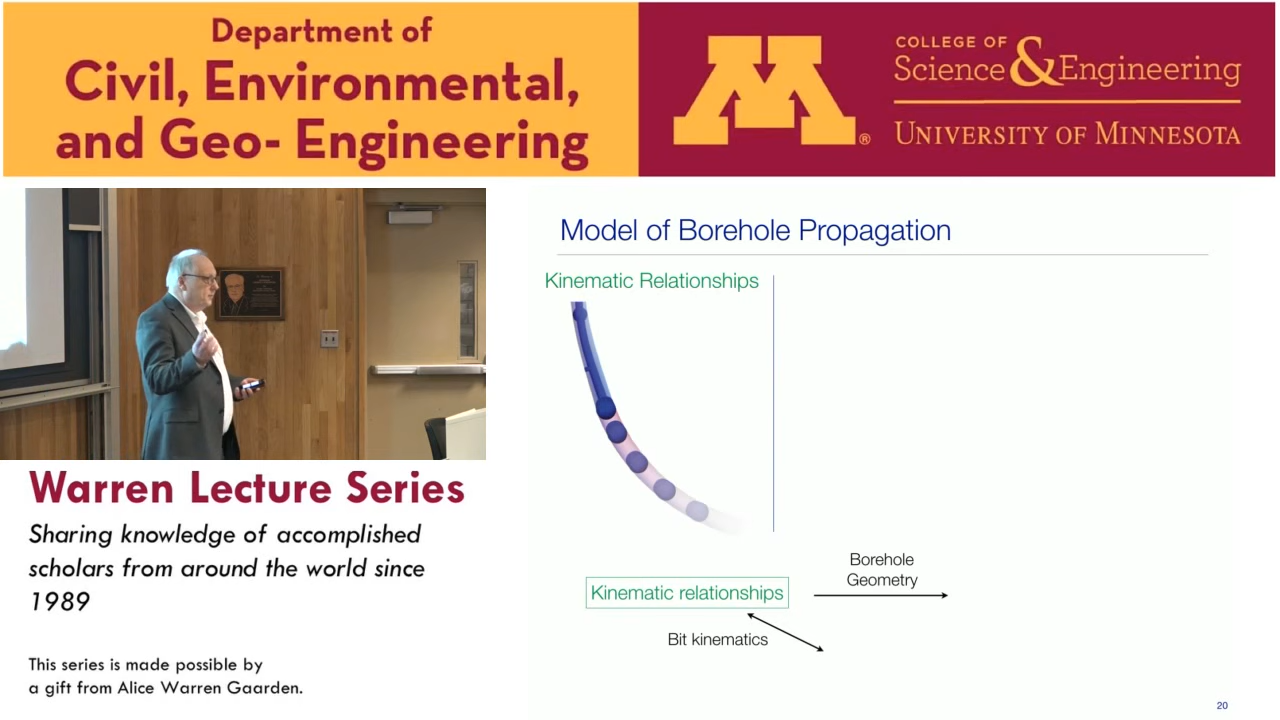 Department of
Civil, Environmental,
and Geo- Engineering
M®
COLLEGE OF
Science & Engineering
UNIVERSITY OF MINNESOTA
Model of Borehole Propagation
Kinematic Relationships
Borehole
Geometry
Kinematic relationships
Bit kinematics
20
Warren Lecture Series
Sharing knowledge of accomplished
scholars from around the world since
1989
This series is made possible by
a gift from Alice Warren Gaarden.